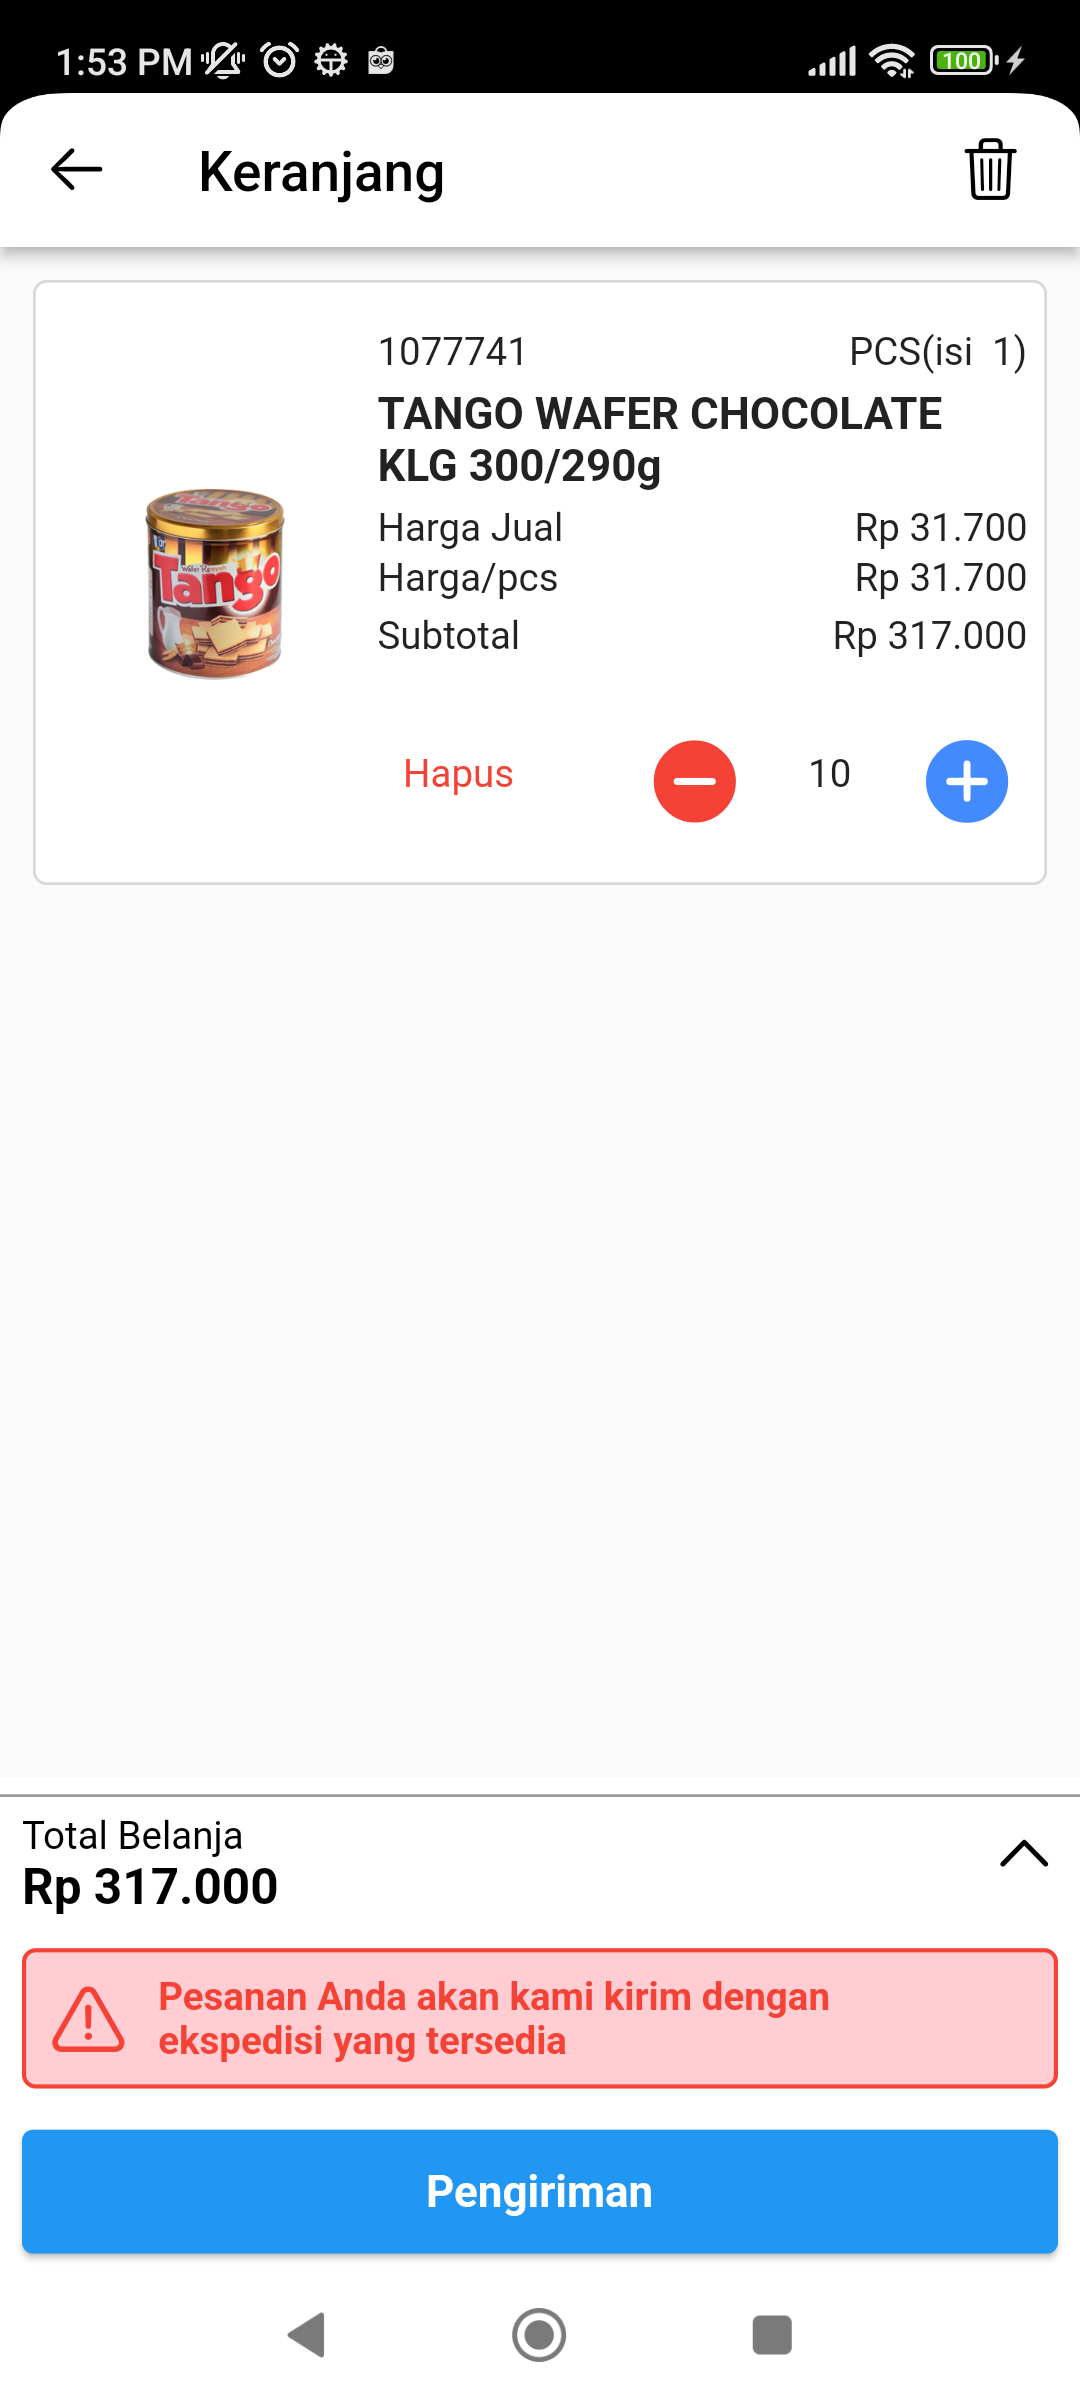 1:53 PM
100
Keranjang
1077741
PCS(isi 1)
TANGO WAFER CHOCOLATE
KLG 300/290g
Harga Jual
Rp 31.700
Harga/pcs
Rp 31.700
Subtotal
Rp 317.000
Tango
Tango
Hapus
10
Total Belanja
Rp 317.000
Pesanan Anda akan kami kirim dengan
ekspedisi yang tersedia
Pengiriman